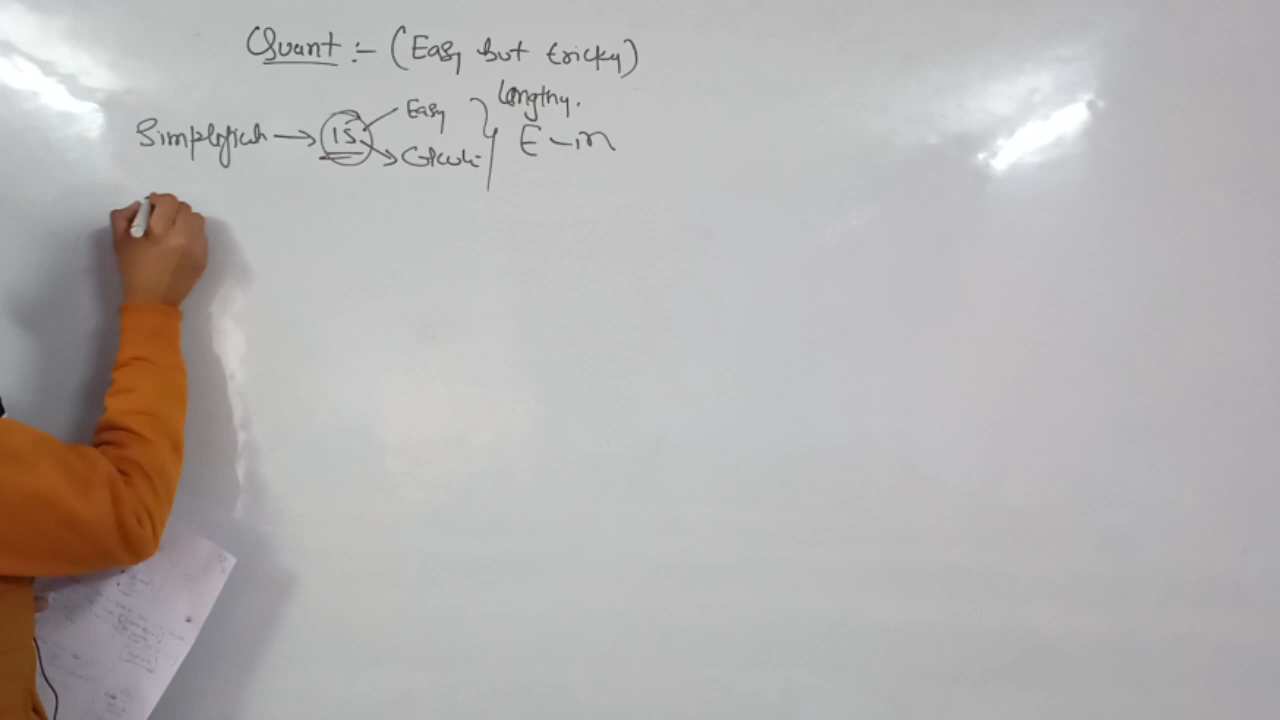 Quant :- (Easy but tricky)
Simplification → 15 Easy lengthy.
Calculi E-m